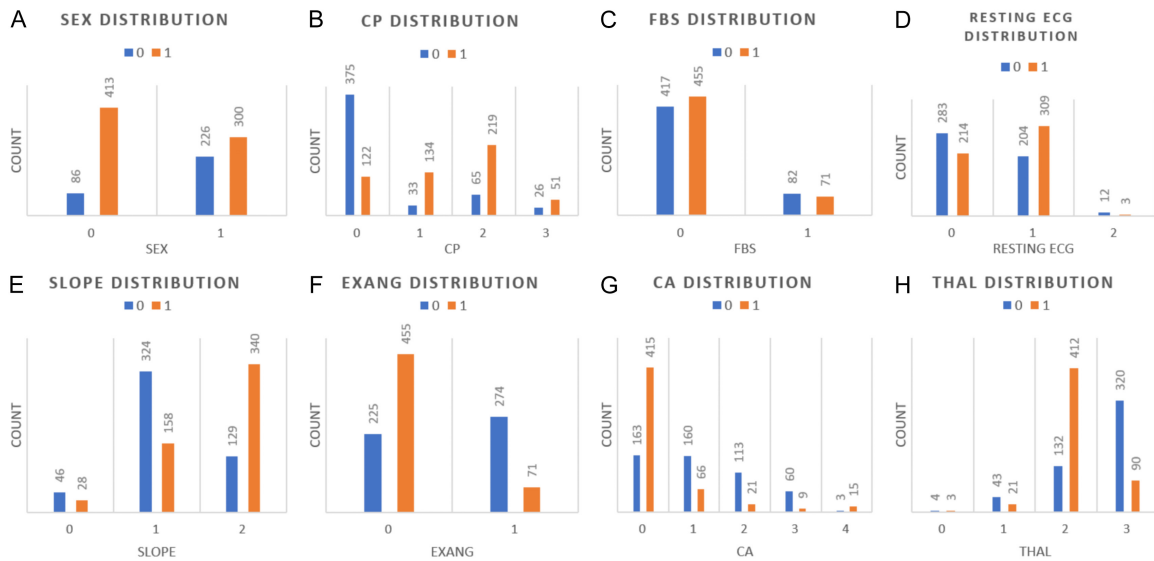 A
SEX DISTRIBUTION
0 1
COUNT
86
413
226
300
0 1
SEX
B
CP DISTRIBUTION
0 1
COUNT
375
122
33
134
65
219
26
51
0 1 2 3
CP
C
FBS DISTRIBUTION
0 1
COUNT
417
455
82
71
0 1
FBS
D
RESTING ECG
DISTRIBUTION
0 1
COUNT
283
214
204
309
12
3
0 1 2
RESTING ECG
E
SLOPE DISTRIBUTION
0 1
COUNT
46
28
324
158
129
340
0 1 2
SLOPE
F
EXANG DISTRIBUTION
0 1
COUNT
225
455
274
71
0 1
EXANG
G
CA DISTRIBUTION
0 1
COUNT
163
415
160
66
113
21
60
9
3
15
0 1 2 3 4
CA
H
THAL DISTRIBUTION
0 1
COUNT
4
3
43
21
132
412
320
90
0 1 2 3
THAL